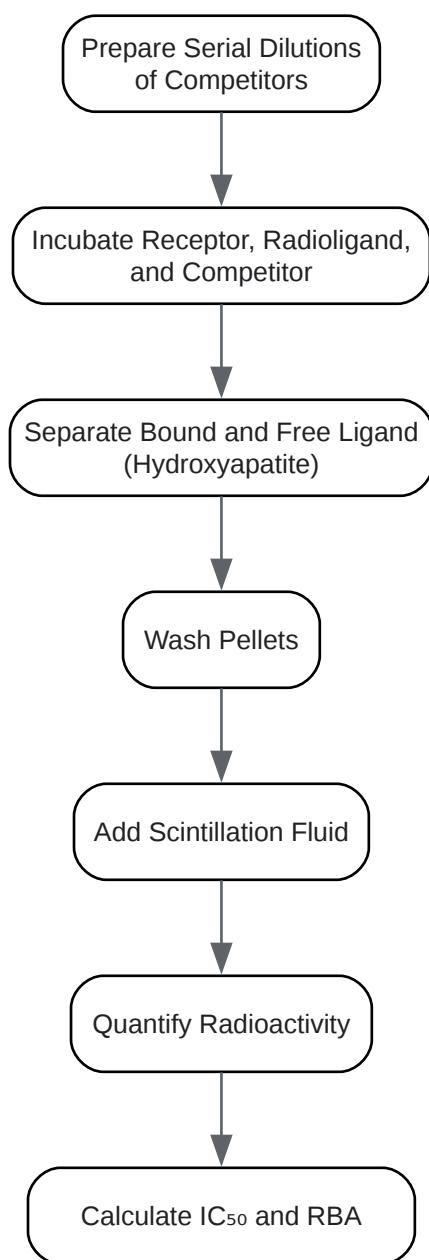 Prepare Serial Dilutions
of Competitors
Incubate Receptor, Radioligand,
and Competitor
Separate Bound and Free Ligand
(Hydroxyapatite)
Wash Pellets
Add Scintillation Fluid
Quantify Radioactivity
Calculate IC₅₀ and RBA